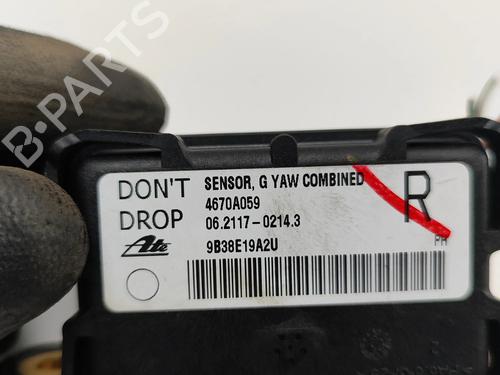 B-PARTS
DON'T
DROP
Ate
SENSOR, G YAW COMBINED
4670A059
06.2117-0214.3
9B38E19A2U
R